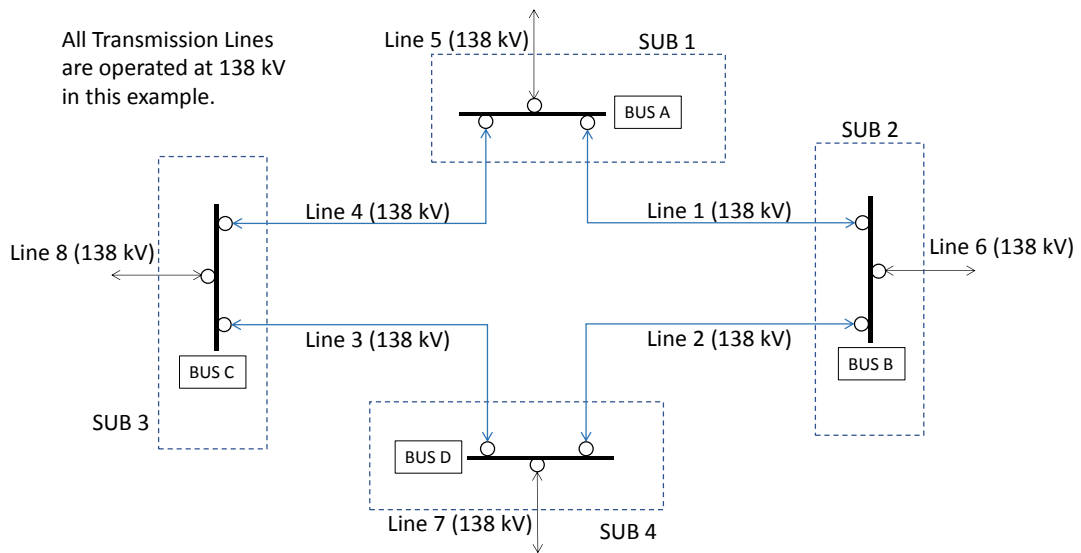 All Transmission Lines
are operated at 138 kV
in this example.
Line 5 (138 kV)
SUB 1
BUS A
SUB 2
Line 4 (138 kV)
Line 1 (138 kV)
Line 8 (138 kV)
Line 6 (138 kV)
Line 3 (138 kV)
Line 2 (138 kV)
BUS C
BUS B
SUB 3
BUS D
Line 7 (138 kV)
SUB 4